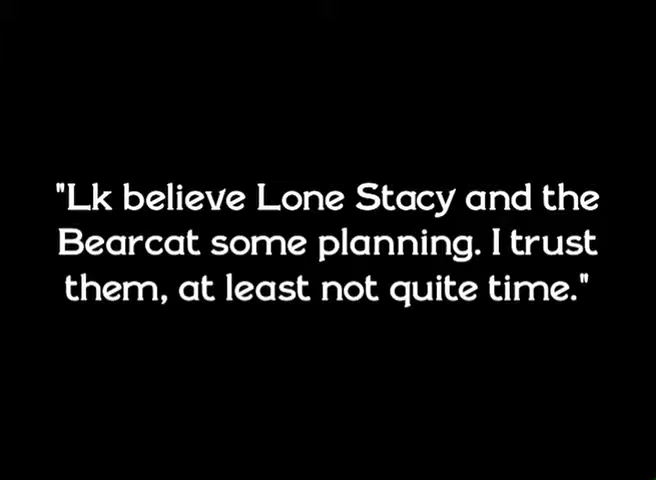 "Lk believe Lone Stacy and the
Bearcat some planning. I trust
them, at least not quite time."